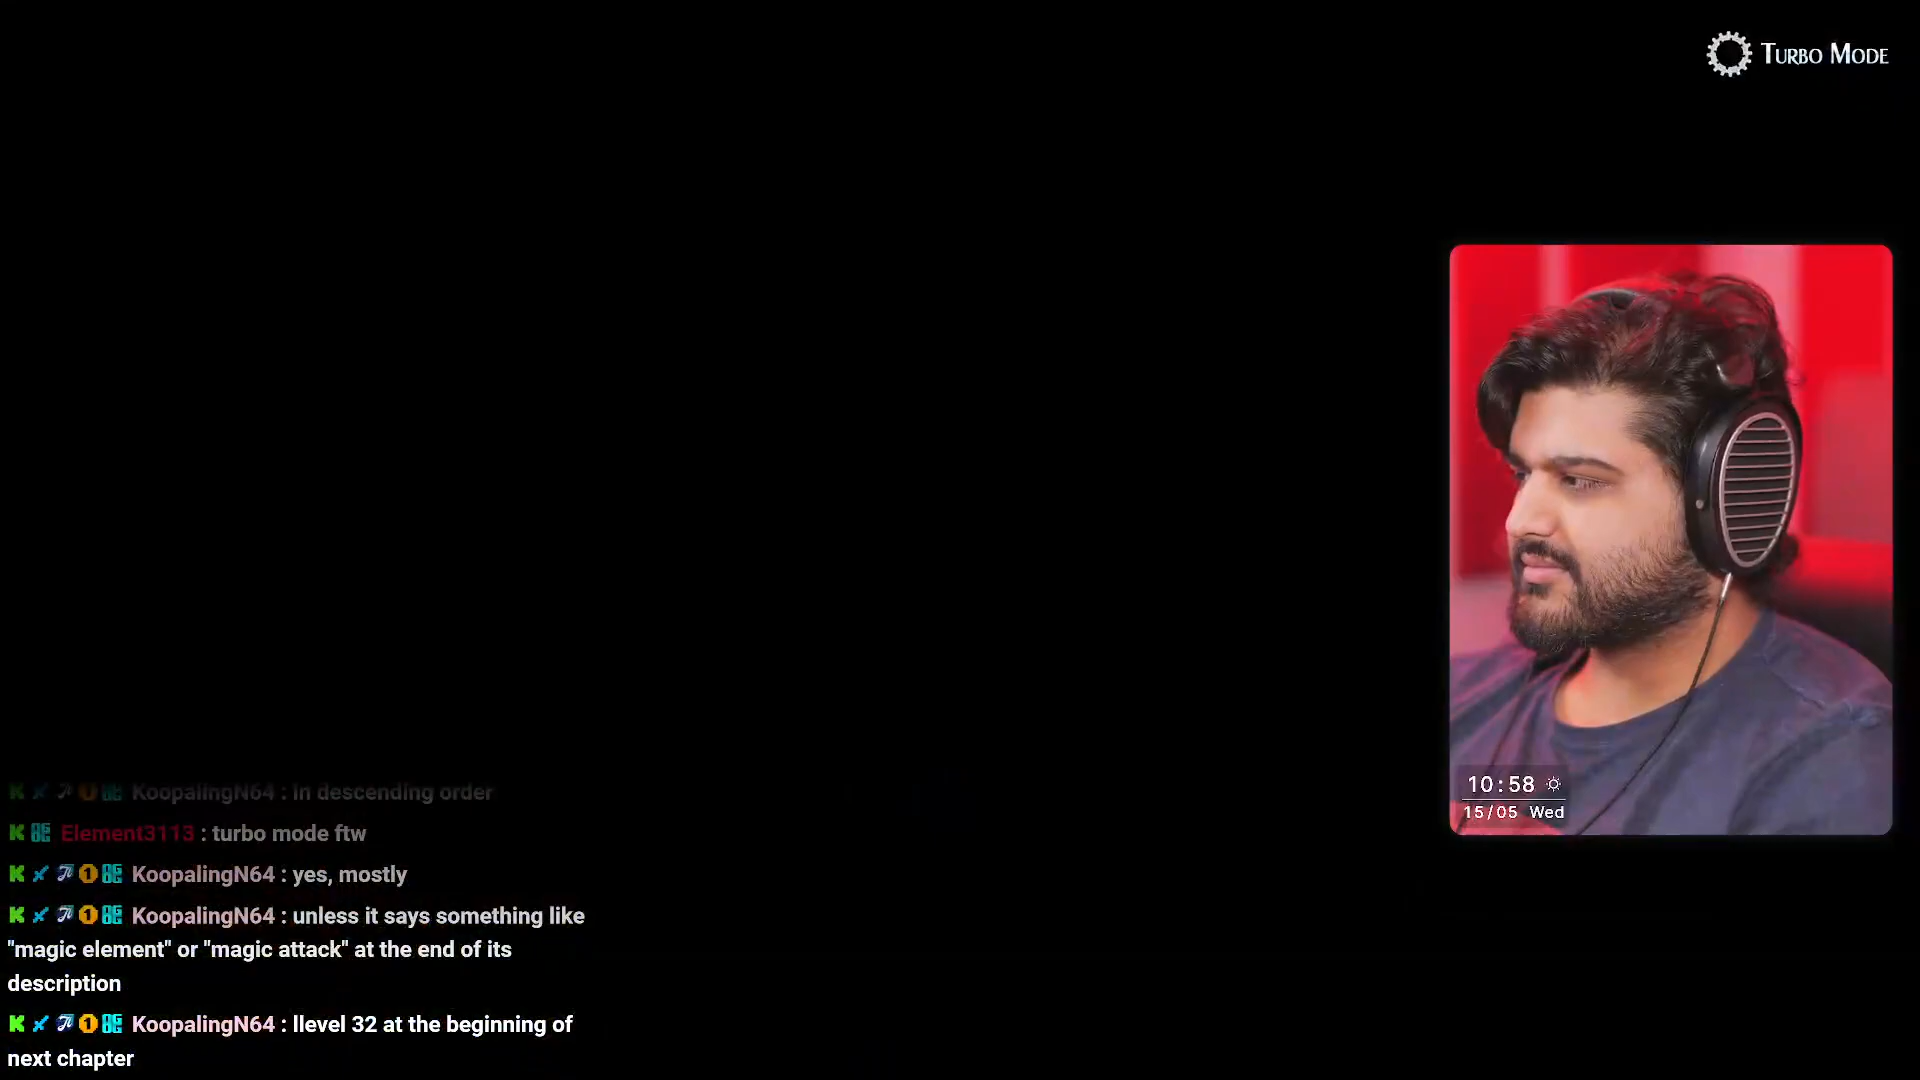 TURBO MODE
KoopalingN64 : in descending order
Element3113 : turbo mode ftw
KoopalingN64 : yes, mostly
KoopalingN64 : unless it says something like
"magic element" or "magic attack" at the end of its
description
KoopalingN64 : llevel 32 at the beginning of
next chapter
10:58
15/05 Wed